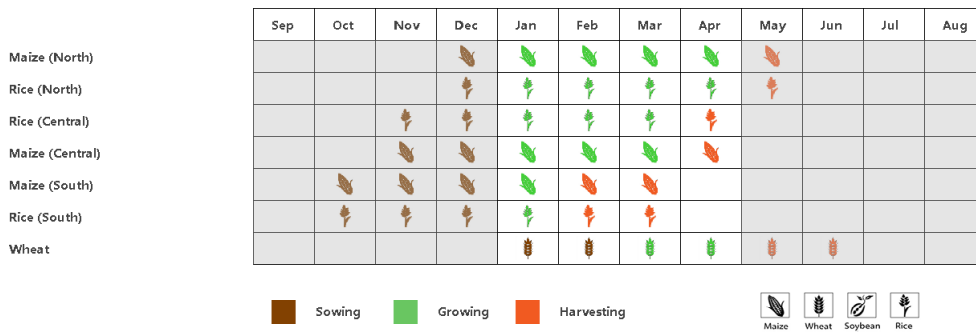 Sep Oct Nov Dec Jan Feb Mar Apr May Jun Jul Aug
Maize (North)
Rice (North)
Rice (Central)
Maize (Central)
Maize (South)
Rice (South)
Wheat
Sowing Growing Harvesting
Maize Wheat Soybean Rice